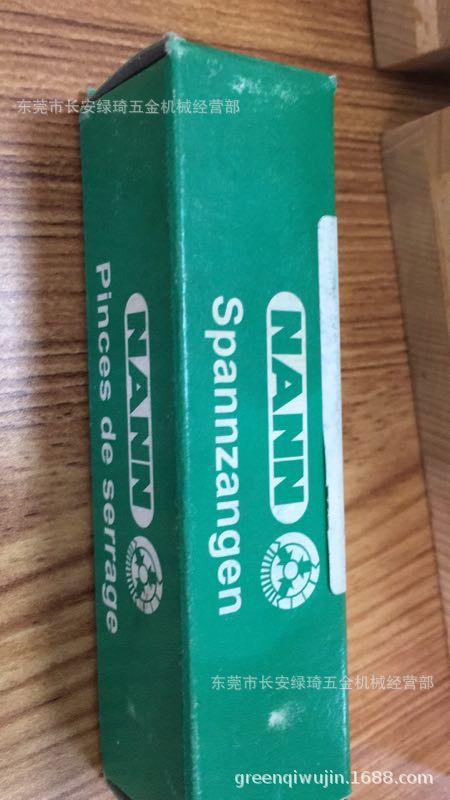 东莞市长安绿琦五金机械经营部
NANN
Spannzangen
NANN
Pinces de serrage
东莞市长安绿琦五金机械经营部
greenqiwujin.1688.com